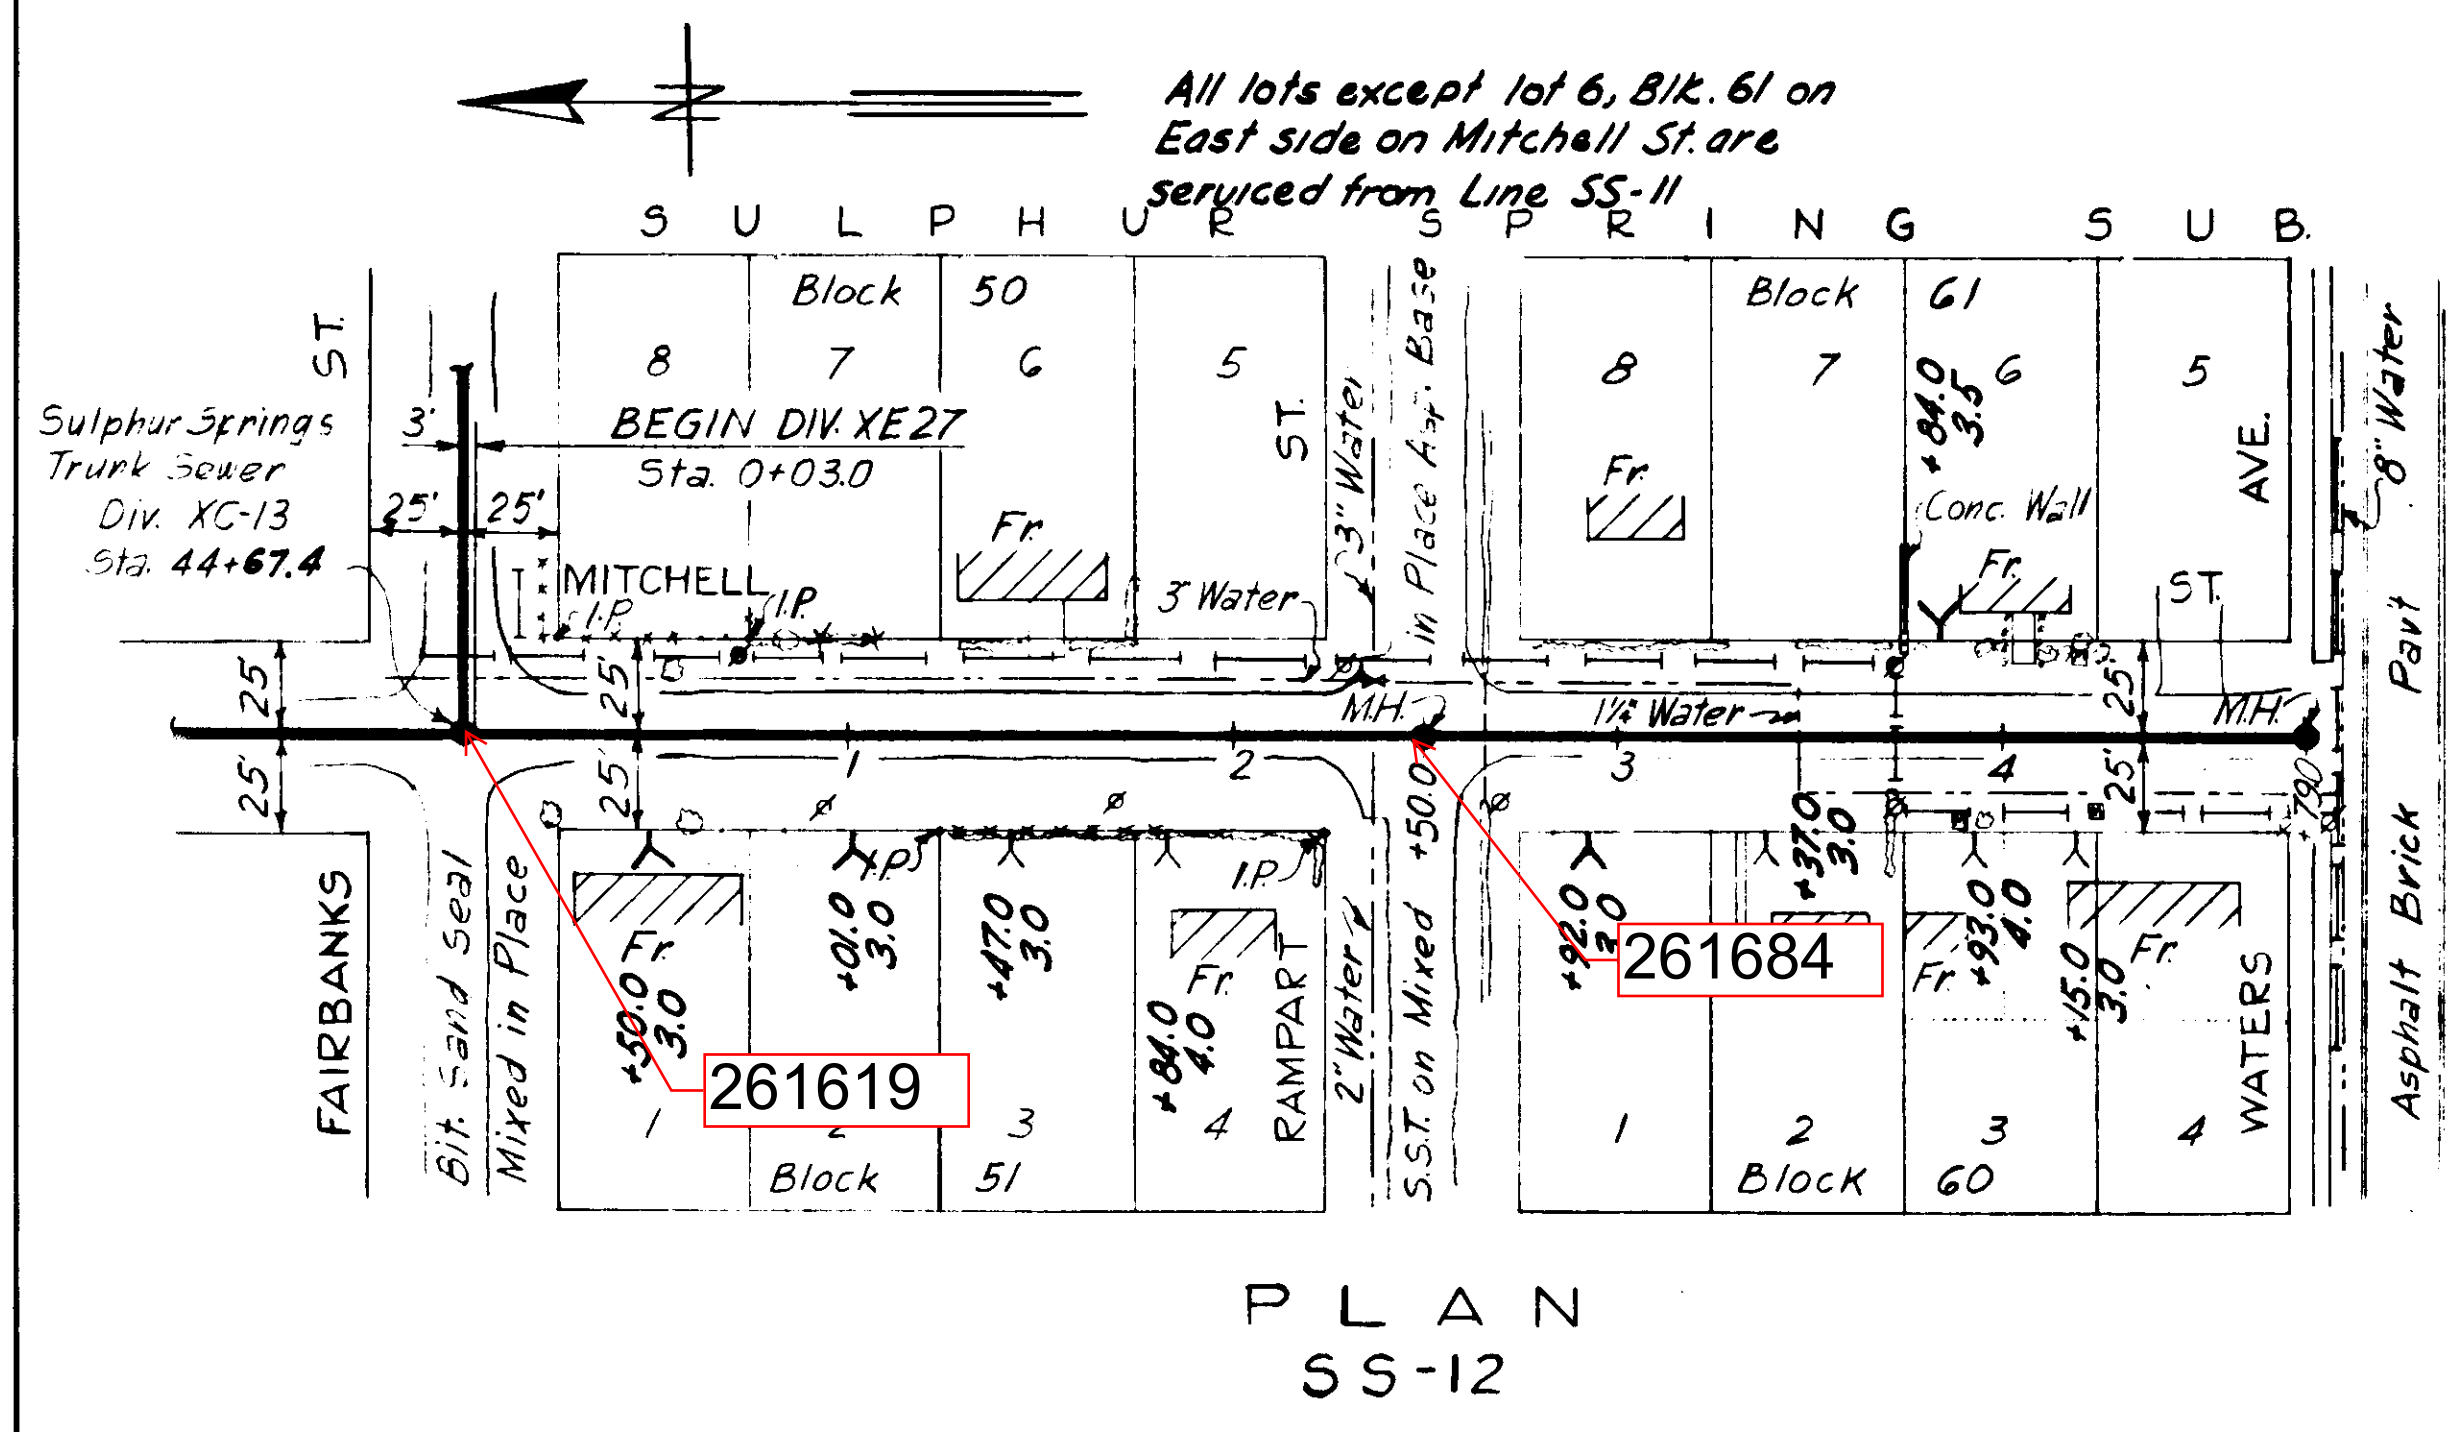 All lots except lot 6, Blk. 61 on
East side on Mitchell St. are
serviced from Line SS-11
SULPHUR SPRING SUB.
Block 50
8
7
6
5
Block 61
8
7
6
5
ST.
Sulphur Springs
Trunk Sewer
Div. XC-13
Sta. 44+67.4
3'
25'
25'
BEGIN DIV. XE27
Sta. 0+03.0
Fr.
MITCHELL
I.P.
I.P.
3" Water
ST.
3" Water
in Place Asp. Base
Fr.
+84.0
3.5
Conc. Wall
Fr.
ST.
AVE.
8" Water
25'
25'
25'
25'
M.H.
1¼" Water
25'
25'
M.H.
1
2
3
4
+50.0
+79.0
I.P.
I.P.
FAIRBANKS
Bit. Sand Seal
Mixed in Place
Fr.
+50.0
3.0
+01.0
3.0
+47.0
3.0
+84.0
4.0
Fr.
RAMPART
2" Water
S.S.T. on Mixed
+92.0
+37.0
3.0
+93.0
4.0
+15.0
3.0
Fr.
Fr.
WATERS
Asphalt Brick Pav't
261619
261684
1
3
4
Block 51
1
2
3
4
Block 60
PLAN
SS-12